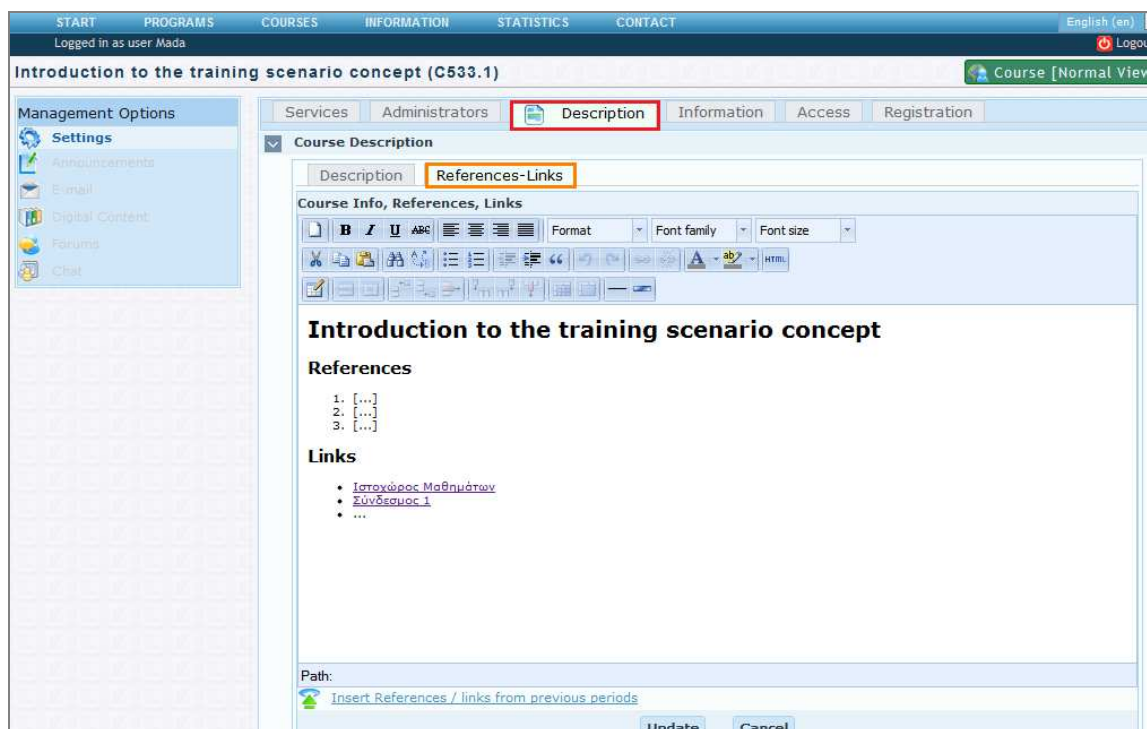 START PROGRAMS COURSES INFORMATION STATISTICS CONTACT English (en)
Logged in as user Mada Logou
Introduction to the training scenario concept (C533.1) Course [Normal View
Management Options
Settings
Announcements
E-mail
Digital Content
Forums
Chat
Services Administrators Description Information Access Registration
Course Description
Description References-Links
Course Info, References, Links
B I U ABC Format Font family Font size
A ab HTML
Introduction to the training scenario concept
References
1. [...]
2. [...]
3. [...]
Links
• Ιστοχώρος Μαθημάτων
• Σύνδεσμος 1
• ...
Path:
Insert References / links from previous periods
Update Cancel